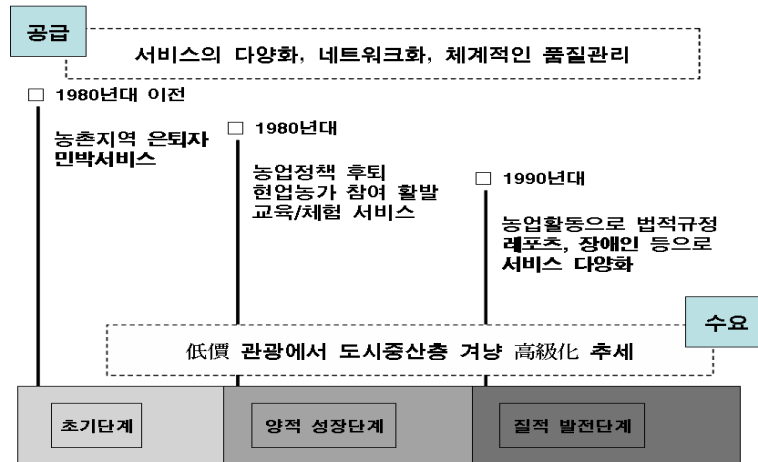 공급
서비스의 다양화, 네트워크화, 체계적인 품질관리
□ 1980년대 이전
농촌지역 은퇴자
민박서비스
□ 1980년대
농업정책 후퇴
현업농가 참여 활발
교육/체험 서비스
□ 1990년대
농업활동으로 법적규정
레포츠, 장애인 등으로
서비스 다양화
수요
低價 관광에서 도시중산층 겨냥 高級化 추세
초기단계
양적 성장단계
질적 발전단계